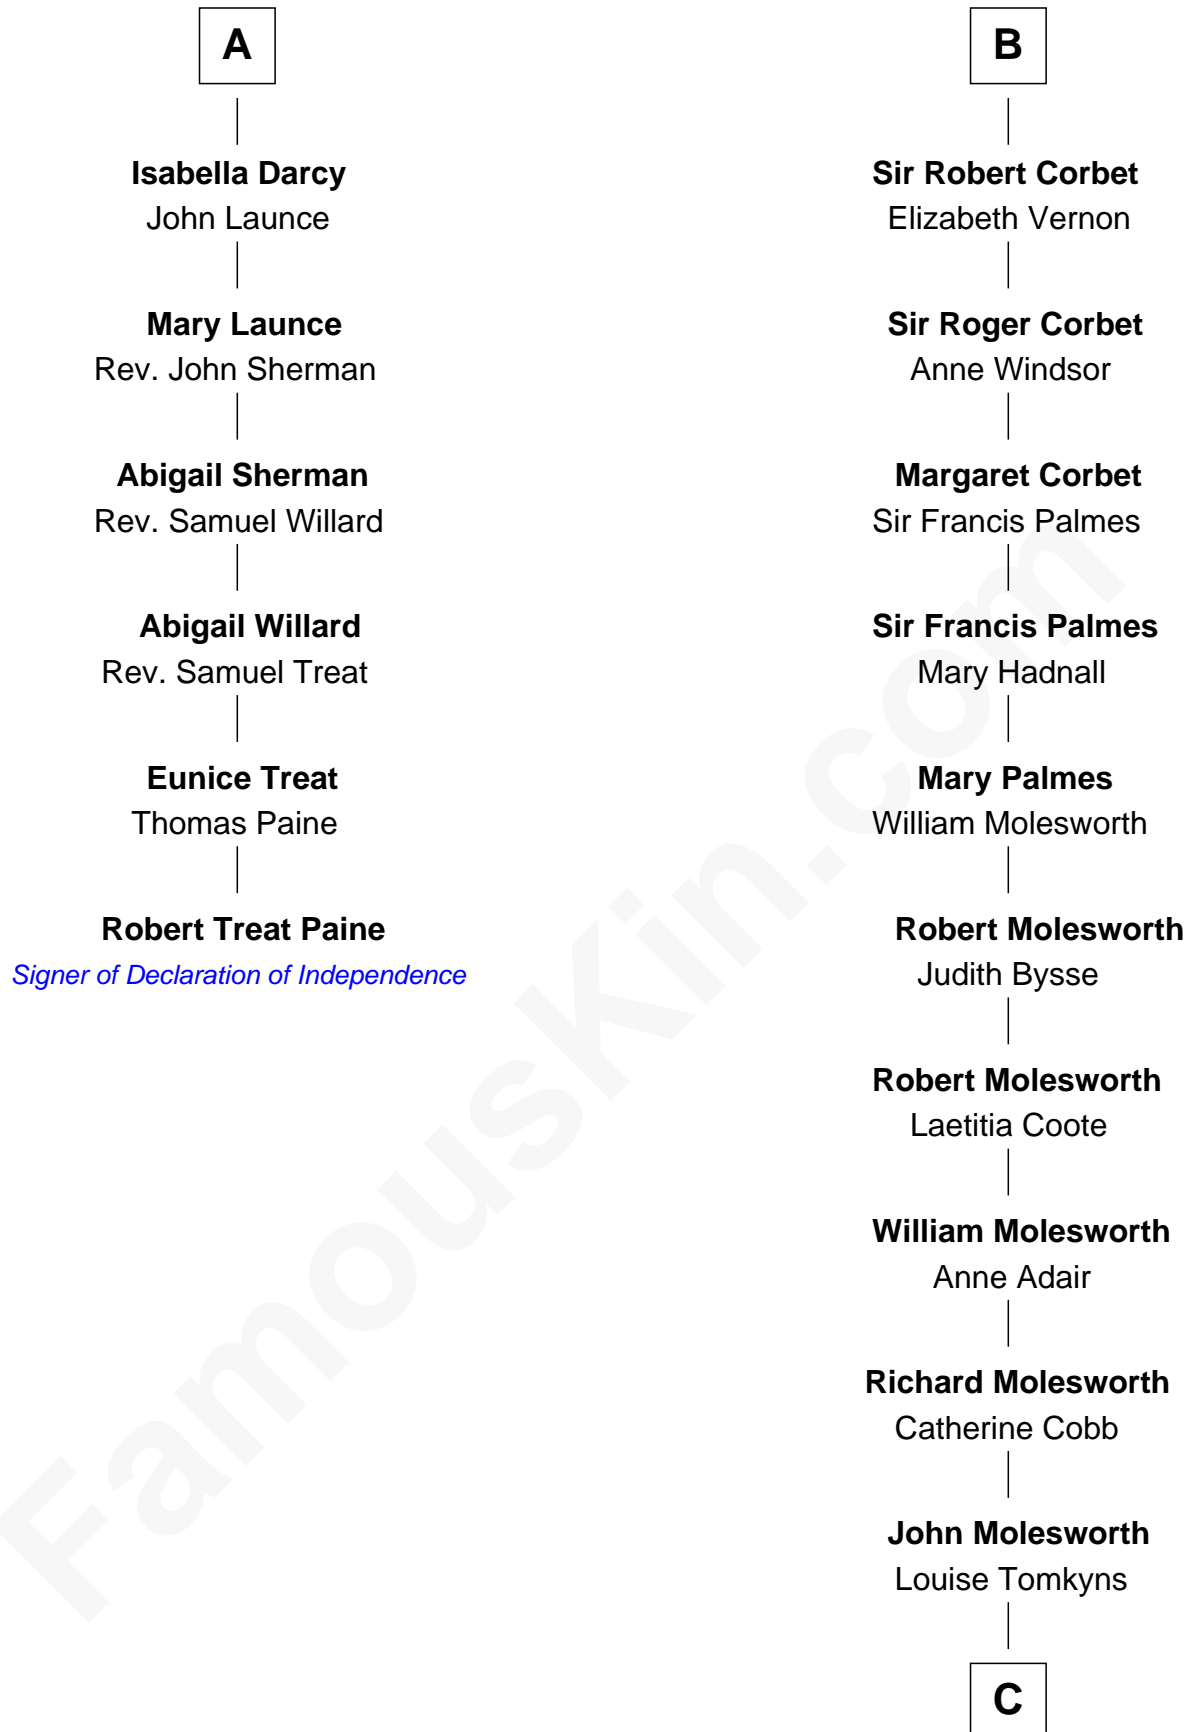 A
Isabella Darcy
John Launce
Mary Launce
Rev. John Sherman
Abigail Sherman
Rev. Samuel Willard
Abigail Willard
Rev. Samuel Treat
Eunice Treat
Thomas Paine
Robert Treat Paine
Signer of Declaration of Independence
B
Sir Robert Corbet
Elizabeth Vernon
Sir Roger Corbet
Anne Windsor
Margaret Corbet
Sir Francis Palmes
Sir Francis Palmes
Mary Hadnall
Mary Palmes
William Molesworth
Robert Molesworth
Judith Bysse
Robert Molesworth
Laetitia Coote
William Molesworth
Anne Adair
Richard Molesworth
Catherine Cobb
John Molesworth
Louise Tomkyns
C
FamousKin.com